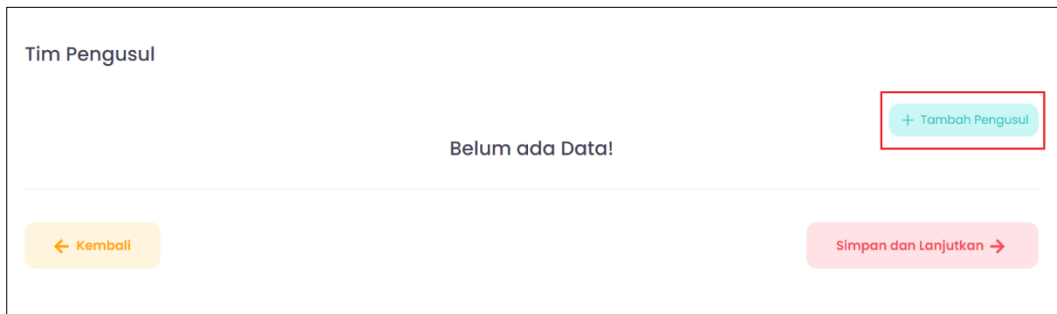 Tim Pengusul
+ Tambah Pengusul
Belum ada Data!
← Kembali
Simpan dan Lanjutkan →